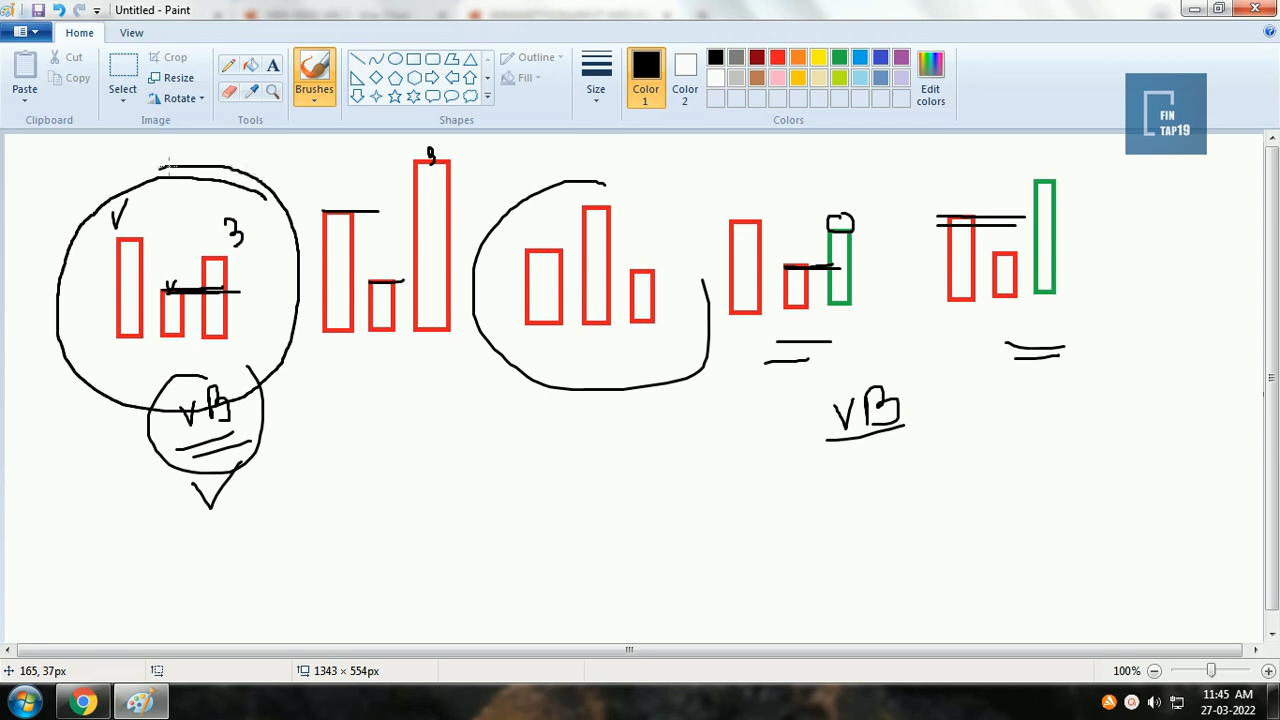 Untitled - Paint
Home
View
Paste
Cut
Copy
Clipboard
Select
Crop
Resize
Rotate
Image
A
Tools
Brushes
Shapes
Outline
Fill
Size
Color 1
Color 2
Edit colors
Colors
FIN
TAP19
3
VB
VB
165, 37px
1343 × 554px
100%
11:45 AM
27-03-2022